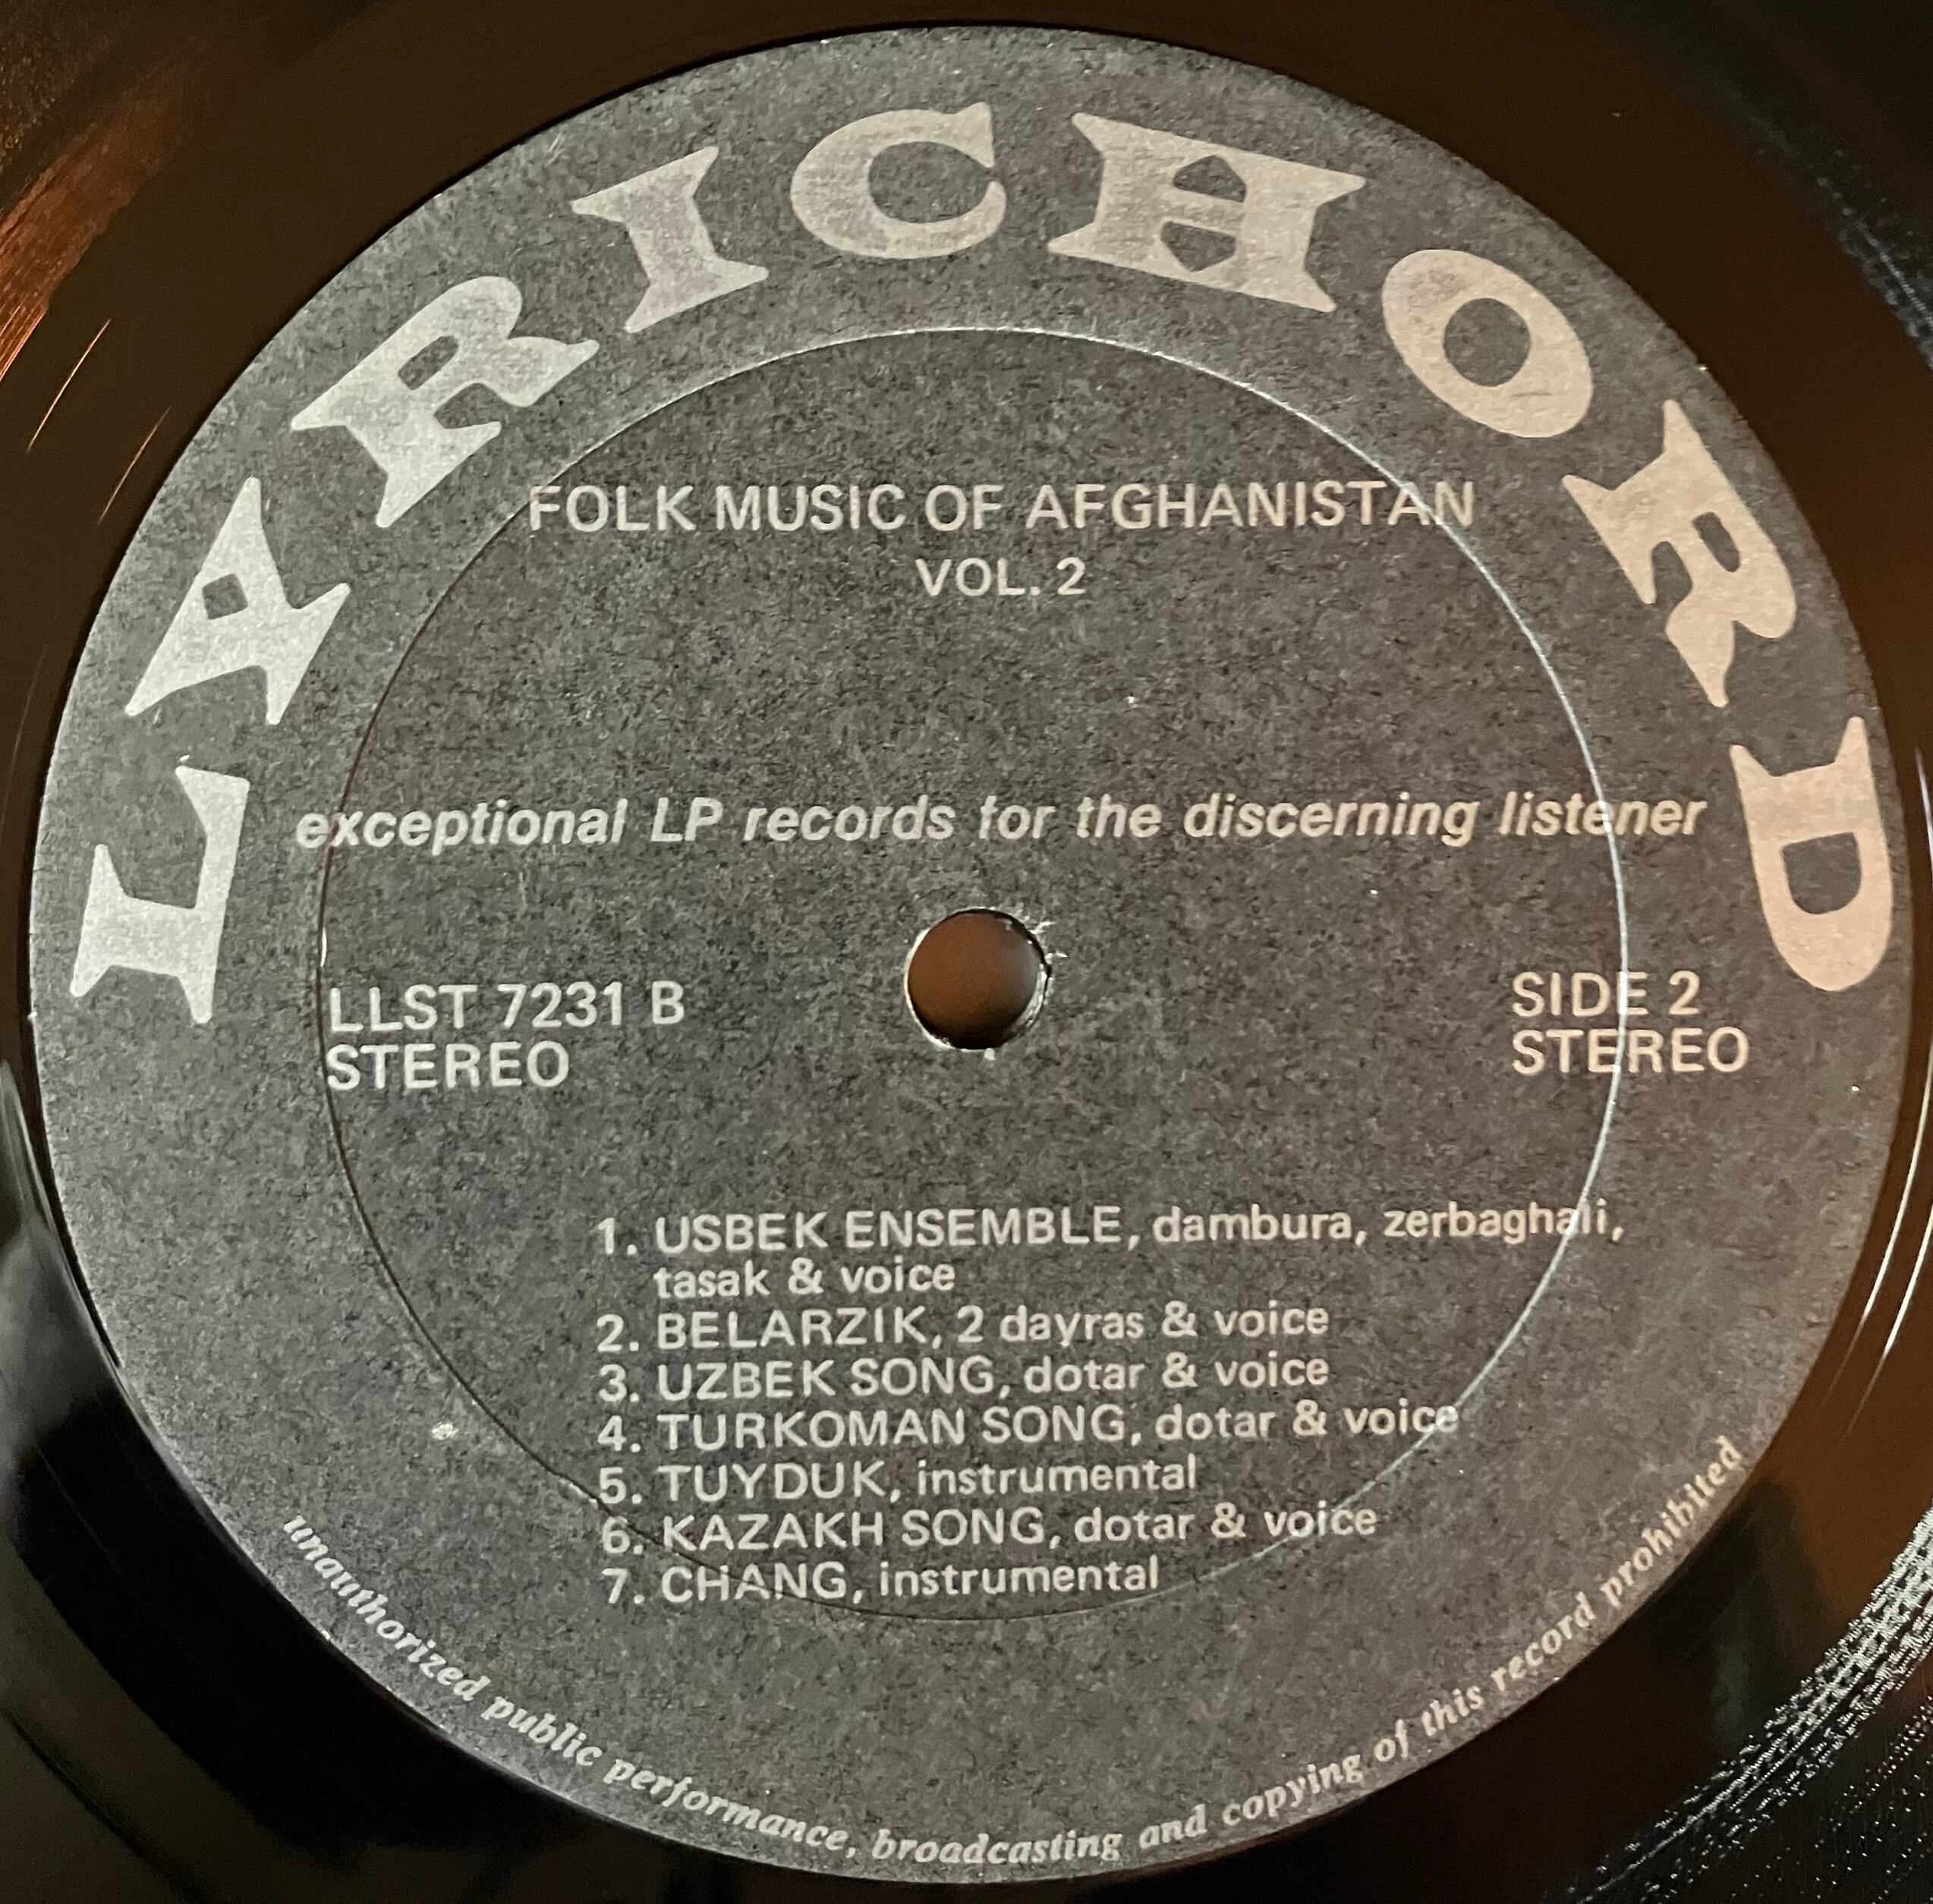 LYRICHORD
FOLK MUSIC OF AFGHANISTAN
VOL. 2
exceptional LP records for the discerning listener
LLST 7231 B
STEREO
SIDE 2
STEREO
1. USBEK ENSEMBLE, dambura, zerbaghali,
tasak & voice
2. BELARZIK, 2 dayras & voice
3. UZBEK SONG, dotar & voice
4. TURKOMAN SONG, dotar & voice
5. TUYDUK, instrumental
6. KAZAKH SONG, dotar & voice
7. CHANG, instrumental
unauthorized public performance, broadcasting and copying of this record prohibited